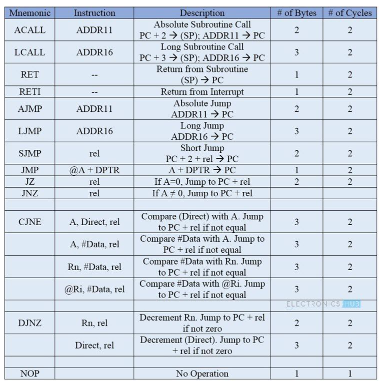 Mnemonic Instruction Description # of Bytes # of Cycles
ACALL ADDR11 Absolute Subroutine Call 2 2
PC + 2 → (SP); ADDR11 → PC
LCALL ADDR16 Long Subroutine Call 3 2
PC + 3 → (SP); ADDR16 → PC
RET -- Return from Subroutine 1 2
(SP) → PC
RETI -- Return from Interrupt 1 2
AJMP ADDR11 Absolute Jump 2 2
ADDR11 → PC
LJMP ADDR16 Long Jump 3 2
ADDR16 → PC
SJMP rel Short Jump 2 2
PC + 2 + rel → PC
JMP @A + DPTR A + DPTR → PC 1 2
JZ rel If A=0, Jump to PC + rel 2 2
JNZ rel If A ≠ 0, Jump to PC + rel
CJNE A, Direct, rel Compare (Direct) with A. Jump 3 2
to PC + rel if not equal
A, #Data, rel Compare #Data with A. Jump to 3 2
PC + rel if not equal
Rn, #Data, rel Compare #Data with Rn. Jump 3 2
to PC + rel if not equal
@Ri, #Data, rel Compare #Data with @Ri. Jump 3 2
to PC + rel if not equal
ELECTRONICS HUB
DJNZ Rn, rel Decrement Rn. Jump to PC + rel 2 2
if not zero
Direct, rel Decrement (Direct). Jump to PC 3 2
+ rel if not zero
NOP No Operation 1 1